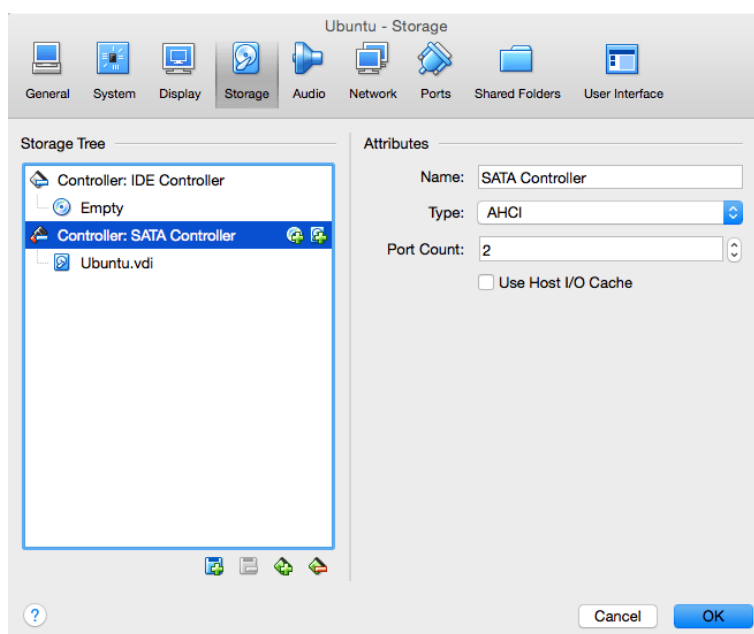 Ubuntu - Storage
General System Display Storage Audio Network Ports Shared Folders User Interface
Storage Tree
Controller: IDE Controller
Empty
Controller: SATA Controller
Ubuntu.vdi
Attributes
Name: SATA Controller
Type: AHCI
Port Count: 2
Use Host I/O Cache
? Cancel OK